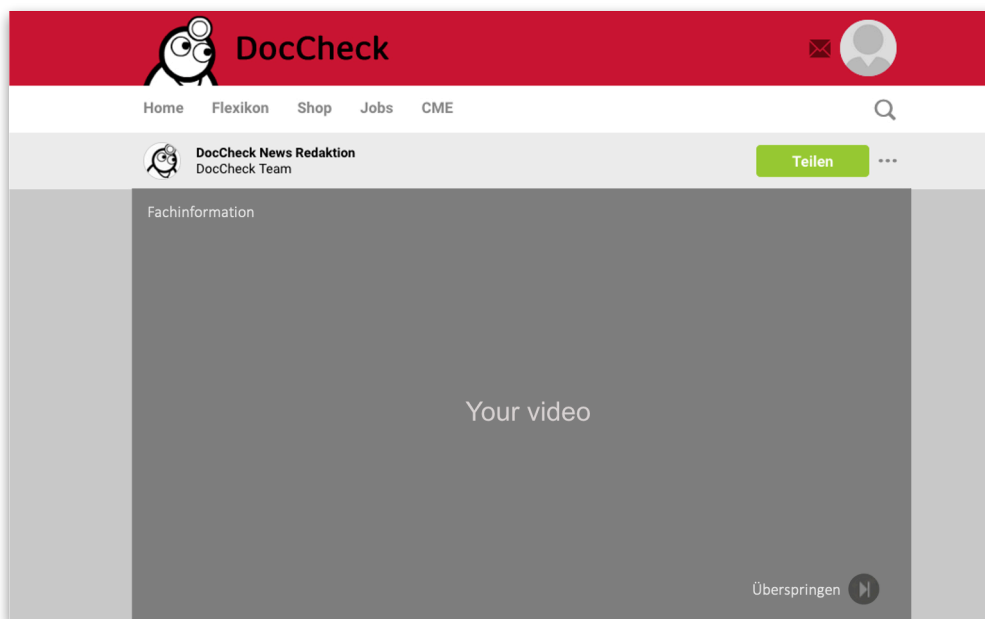 DocCheck
Home Flexikon Shop Jobs CME
DocCheck News Redaktion
DocCheck Team
Teilen
Fachinformation
Your video
Überspringen